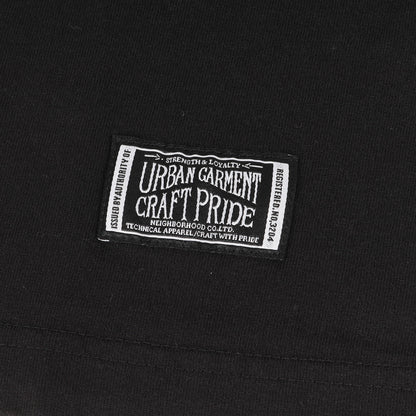 STRENGTH & LOYALTY
URBAN GARMENT
CRAFT PRIDE
NEIGHBORHOOD CO.LTD.
TECHNICAL APPAREL/CRAFT WITH PRIDE
ISSUED BY AUTHORITY OF
REGISTERED.NO.3204